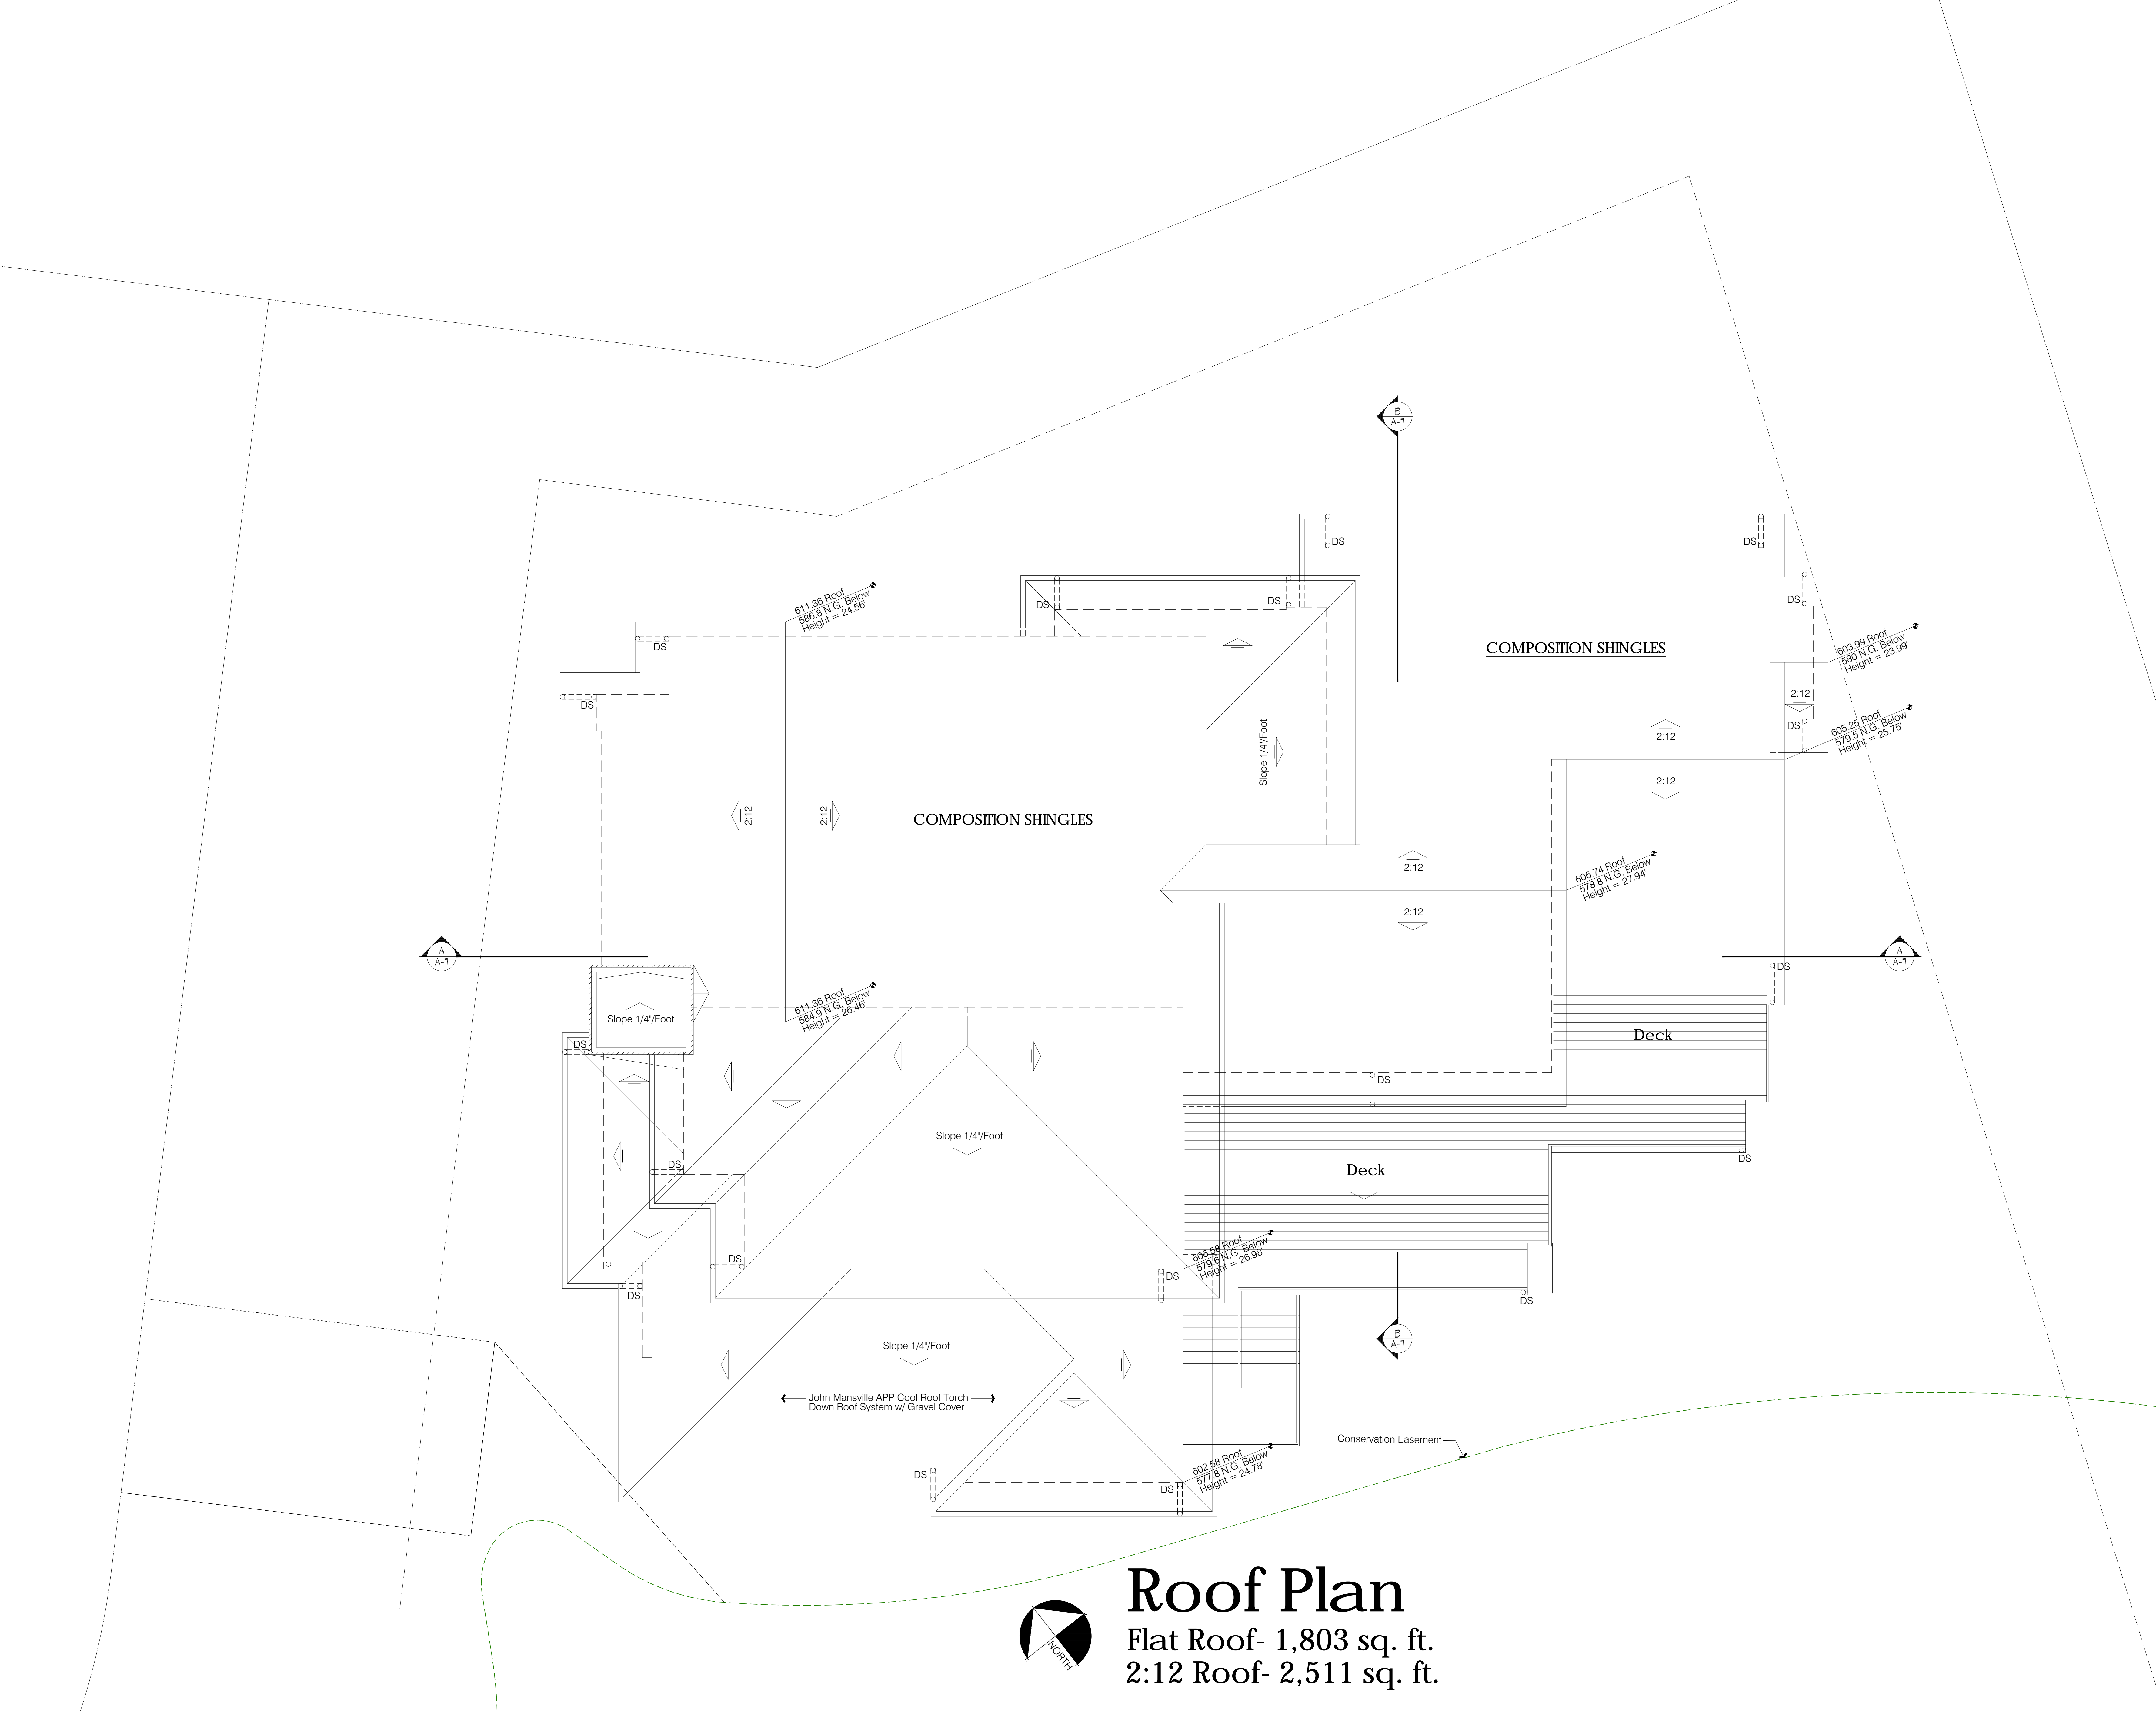 B
A-7
DS
DS
611.36 Roof
586.8 N.G. Below
Height = 24.56'
DS
DS
DS
603.99 Roof
580 N.G. Below
Height = 23.99'
COMPOSITION SHINGLES
DS
DS
2:12
605.25 Roof
579.5 N.G. Below
Height = 25.75'
DS
2:12
Slope 1/4"/Foot
2:12
2:12
2:12
COMPOSITION SHINGLES
2:12
606.74 Roof
578.8 N.G. Below
Height = 27.94'
2:12
A
A-7
A
A-7
DS
611.36 Roof
584.9 N.G. Below
Height = 26.46'
Slope 1/4"/Foot
Deck
DS
DS
Slope 1/4"/Foot
DS
Deck
DS
606.58 Roof
579.6 N.G. Below
Height = 26.98'
DS
DS
DS
DS
B
A-7
Slope 1/4"/Foot
John Mansville APP Cool Roof Torch
Down Roof System w/ Gravel Cover
Conservation Easement
602.58 Roof
577.8 N.G. Below
Height = 24.78'
DS
DS
Roof Plan
Flat Roof- 1,803 sq. ft.
2:12 Roof- 2,511 sq. ft.
NORTH